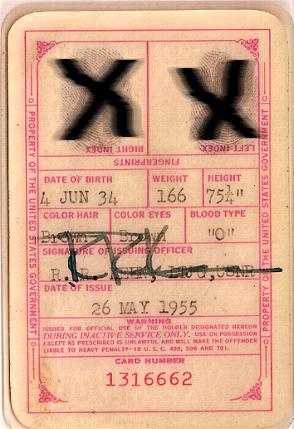 RIGHT INDEX LEFT INDEX
FINGERPRINTS
DATE OF BIRTH WEIGHT HEIGHT
4 JUN 34 166 75¼"
COLOR HAIR COLOR EYES BLOOD TYPE
Brown "O"
SIGNATURE OF ISSUING OFFICER
R. LTJG, USNR
DATE OF ISSUE
26 MAY 1955
WARNING
ISSUED FOR OFFICIAL USE OF THE HOLDER DESIGNATED HEREON
DURING INACTIVE SERVICE ONLY. USE OR POSSESSION
EXCEPT AS PRESCRIBED IS UNLAWFUL AND WILL MAKE THE OFFENDER
LIABLE TO HEAVY PENALTY-18 U. S. C. 499, 506 AND 701.
CARD NUMBER
1316662
PROPERTY OF THE UNITED STATES GOVERNMENT
PROPERTY OF THE UNITED STATES GOVERNMENT